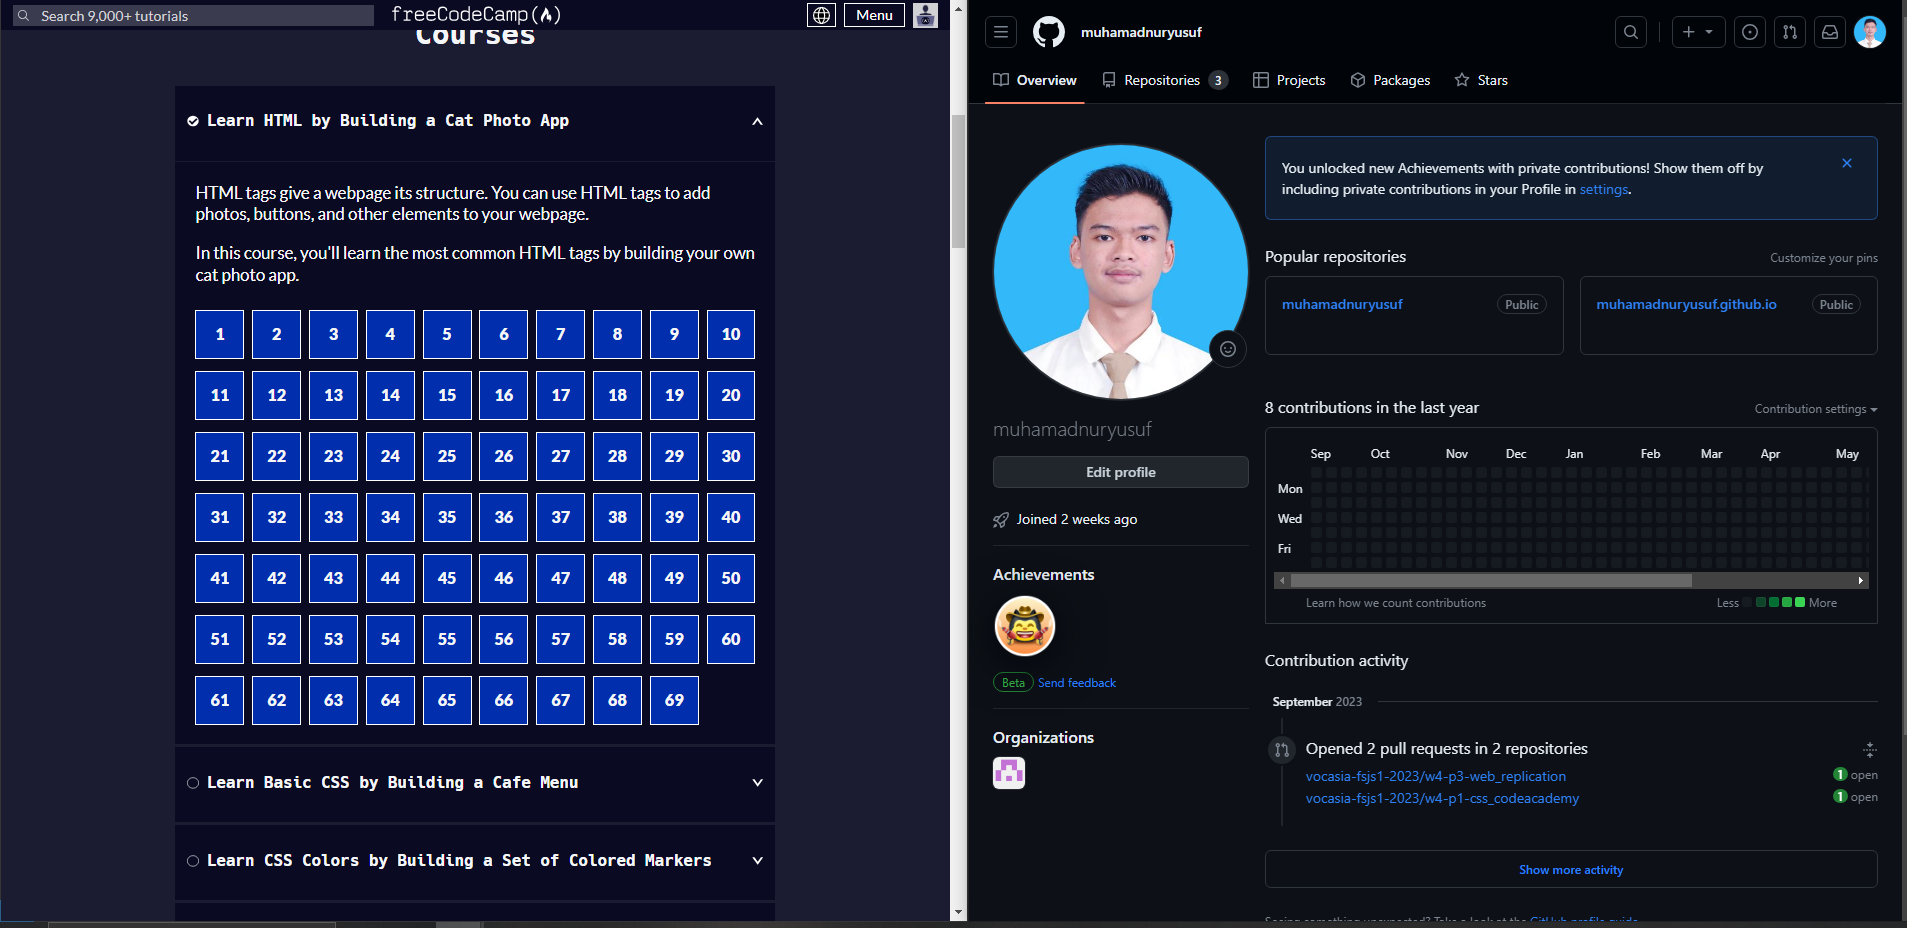 Search 9,000+ tutorials
freeCodeCamp
Menu
Courses
Learn HTML by Building a Cat Photo App
HTML tags give a webpage its structure. You can use HTML tags to add
photos, buttons, and other elements to your webpage.
In this course, you'll learn the most common HTML tags by building your own
cat photo app.
1 2 3 4 5 6 7 8 9 10
11 12 13 14 15 16 17 18 19 20
21 22 23 24 25 26 27 28 29 30
31 32 33 34 35 36 37 38 39 40
41 42 43 44 45 46 47 48 49 50
51 52 53 54 55 56 57 58 59 60
61 62 63 64 65 66 67 68 69
Learn Basic CSS by Building a Cafe Menu
Learn CSS Colors by Building a Set of Colored Markers
muhamadnuryusuf
Overview Repositories 3 Projects Packages Stars
muhamadnuryusuf
Edit profile
Joined 2 weeks ago
Achievements
Beta Send feedback
Organizations
You unlocked new Achievements with private contributions! Show them off by
including private contributions in your Profile in settings.
Popular repositories
Customize your pins
muhamadnuryusuf Public
muhamadnuryusuf.github.io Public
8 contributions in the last year
Contribution settings
Sep Oct Nov Dec Jan Feb Mar Apr May
Mon
Wed
Fri
Learn how we count contributions
Less More
Contribution activity
September 2023
Opened 2 pull requests in 2 repositories
vocasia-fsjs1-2023/w4-p3-web_replication 1 open
vocasia-fsjs1-2023/w4-p1-css_codeacademy 1 open
Show more activity
Seeing something unexpected? Take a look at the GitHub profile guide.